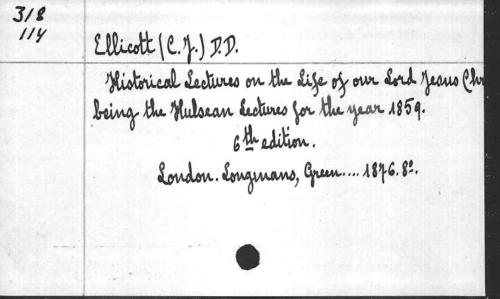 318
114
Ellicott (C. J.) D.D.
Historical Lectures on the Life of our Lord Jesus Chr
being the Hulsean Lectures for the year 1859.
6th edition.
London. Longmans, Green.... 1876. 8º.